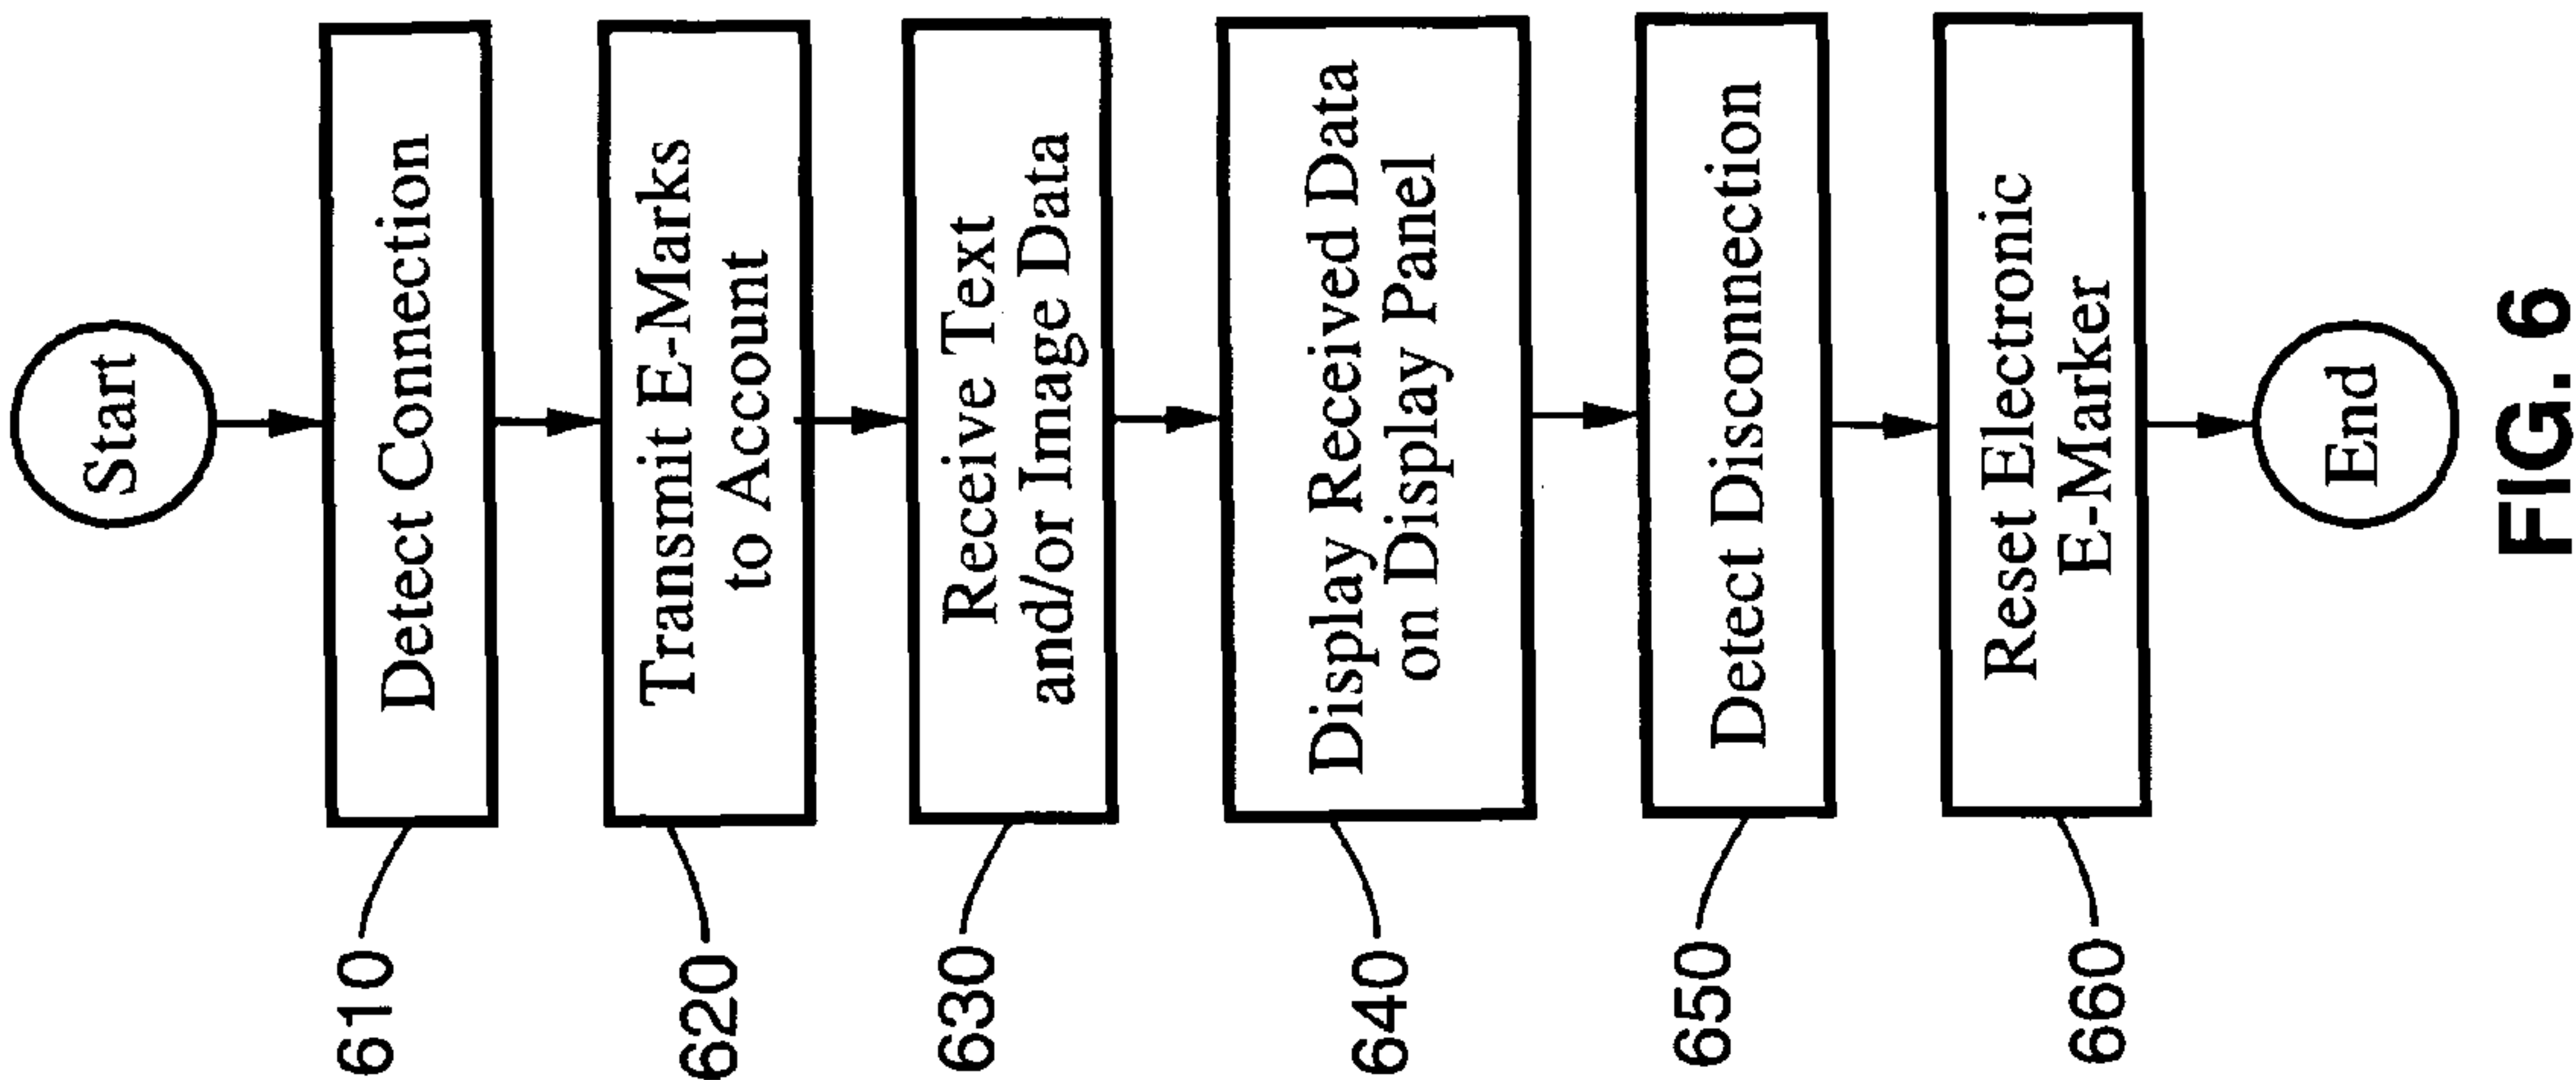 Start
610
Detect Connection
620
Transmit E-Marks
to Account
630
Receive Text
and/or Image Data
640
Display Received Data
on Display Panel
650
Detect Disconnection
660
Reset Electronic
E-Marker
End
FIG. 6